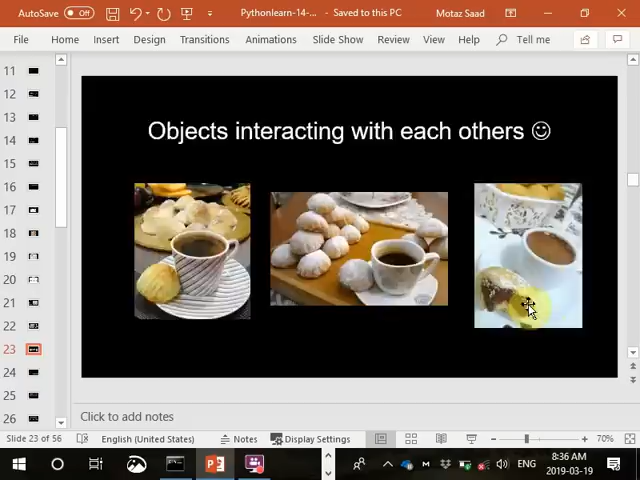 AutoSave Off Pythonlearn-14-... - Saved to this PC Motaz Saad
File Home Insert Design Transitions Animations Slide Show Review View Help Tell me
11
12
13
14
15
16
17
18
19
20
21
22
23
24
25
26
Objects interacting with each others ☺
Click to add notes
Slide 23 of 56 English (United States) Notes Display Settings 70%
ENG
8:36 AM
2019-03-19